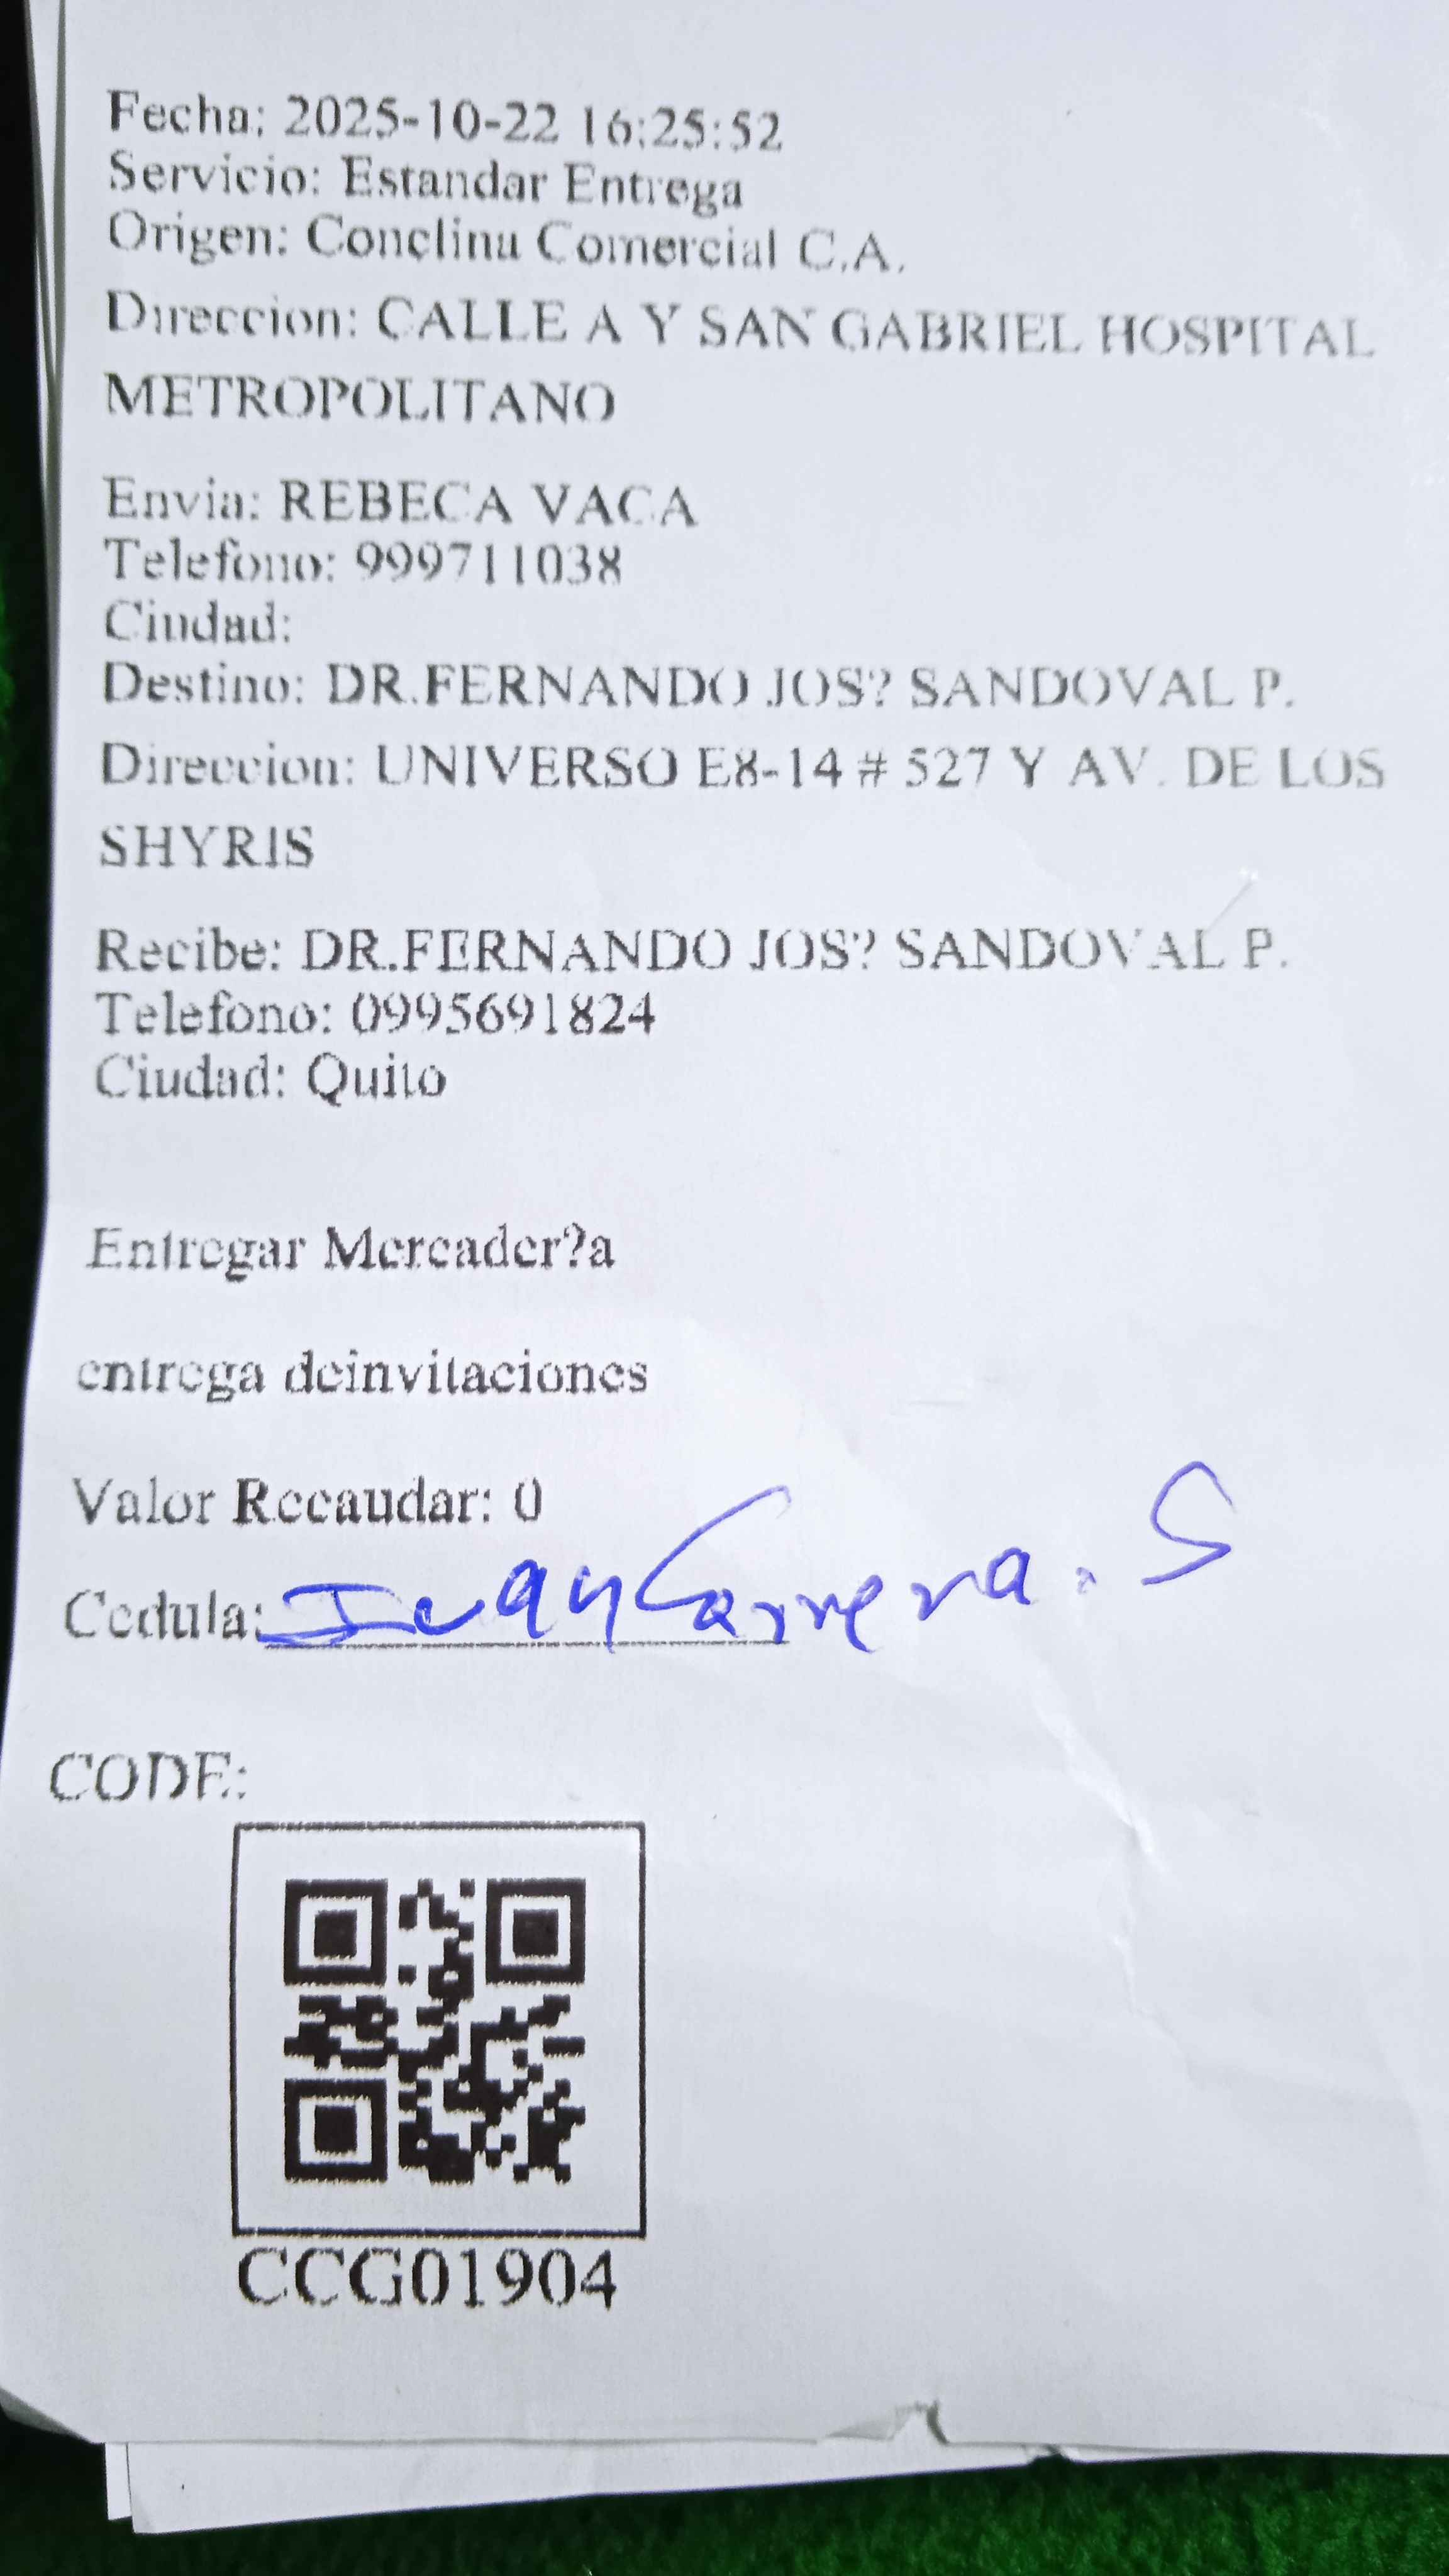 Fecha: 2025-10-22 16:25:52
Servicio: Estandar Entrega
Origen: Conclina Comercial C.A.
Direccion: CALLE A Y SAN GABRIEL HOSPITAL
METROPOLITANO
Envia: REBECA VACA
Telefono: 999711038
Ciudad:
Destino: DR.FERNANDO JOS? SANDOVAL P.
Direccion: UNIVERSO E8-14 # 527 Y AV. DE LOS
SHYRIS
Recibe: DR.FERNANDO JOS? SANDOVAL P.
Telefono: 0995691824
Ciudad: Quito
Entregar Mercader?a
entrega deinvitaciones
Valor Recaudar: 0
Cedula: Ivan Carrera. S
CODE:
CCG01904